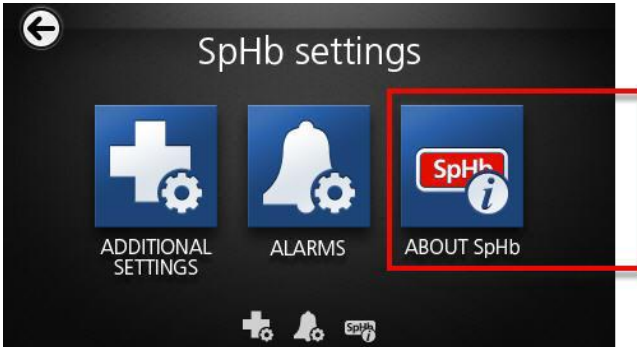 SpHb settings
SpHb
i
ADDITIONAL
SETTINGS
ALARMS
ABOUT SpHb
SpHb
i